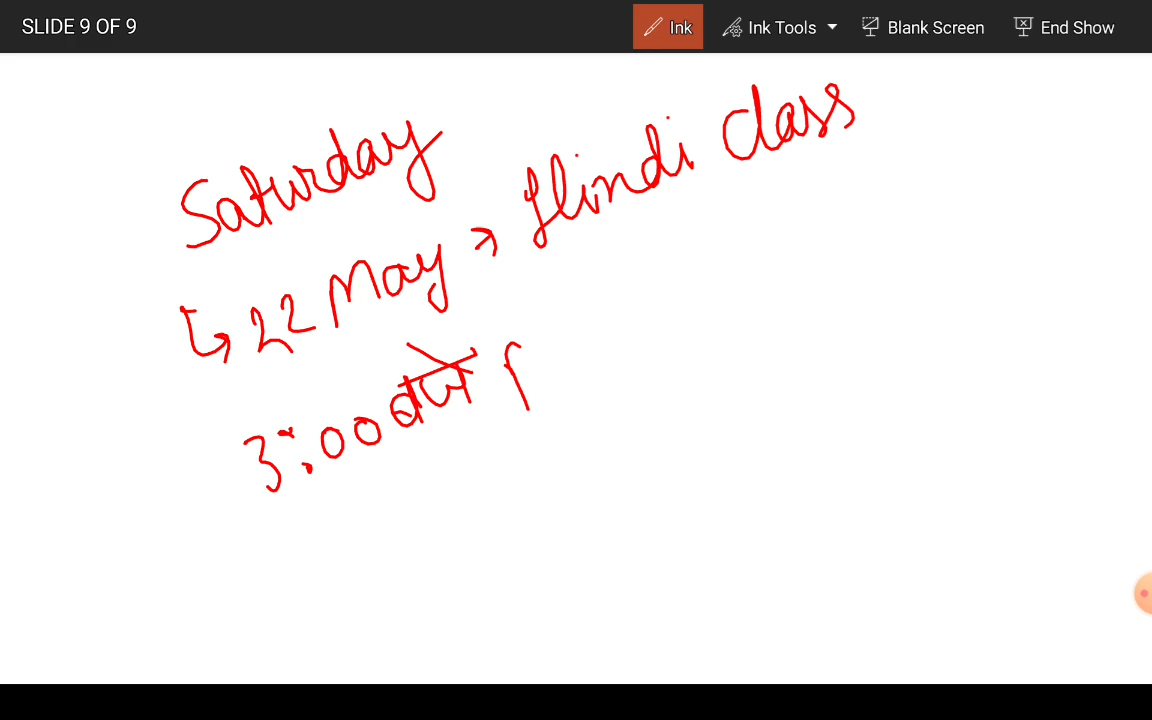 SLIDE 9 OF 9
Ink
Ink Tools
Blank Screen
End Show
Saturday
↳ 22 May → Hindi class
3:00